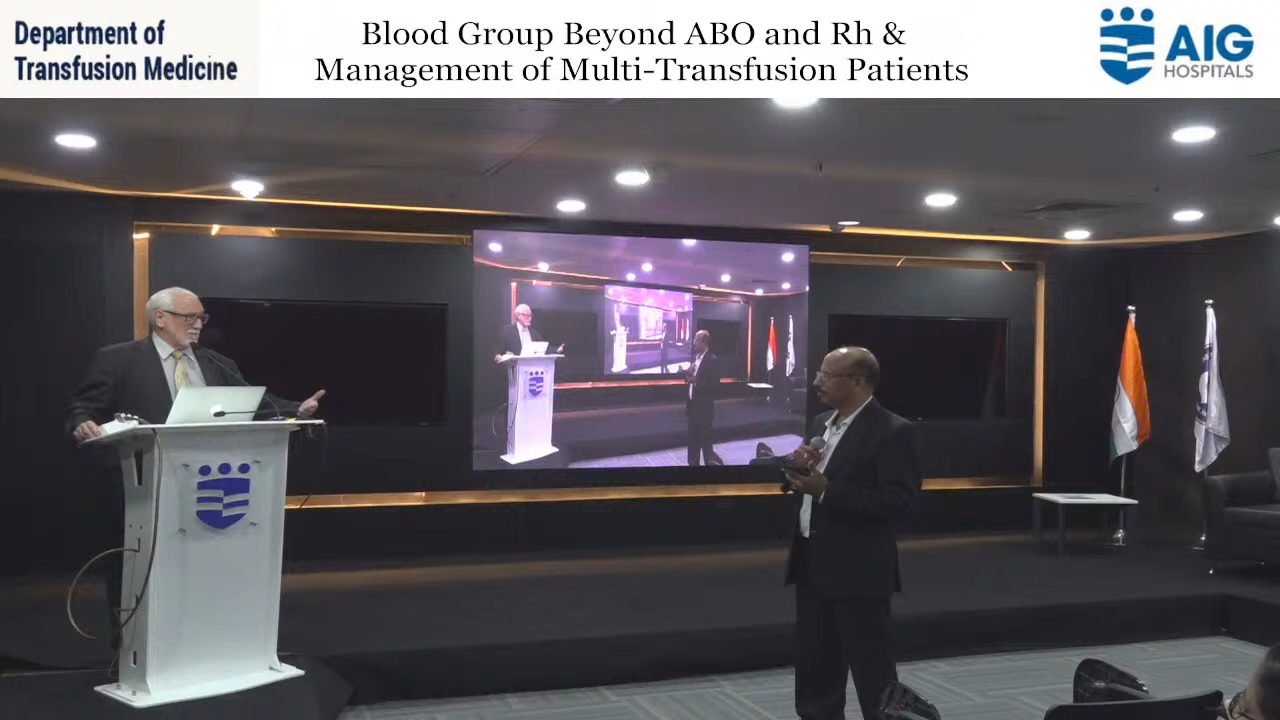 Department of
Transfusion Medicine
Blood Group Beyond ABO and Rh &
Management of Multi-Transfusion Patients
AIG
HOSPITALS